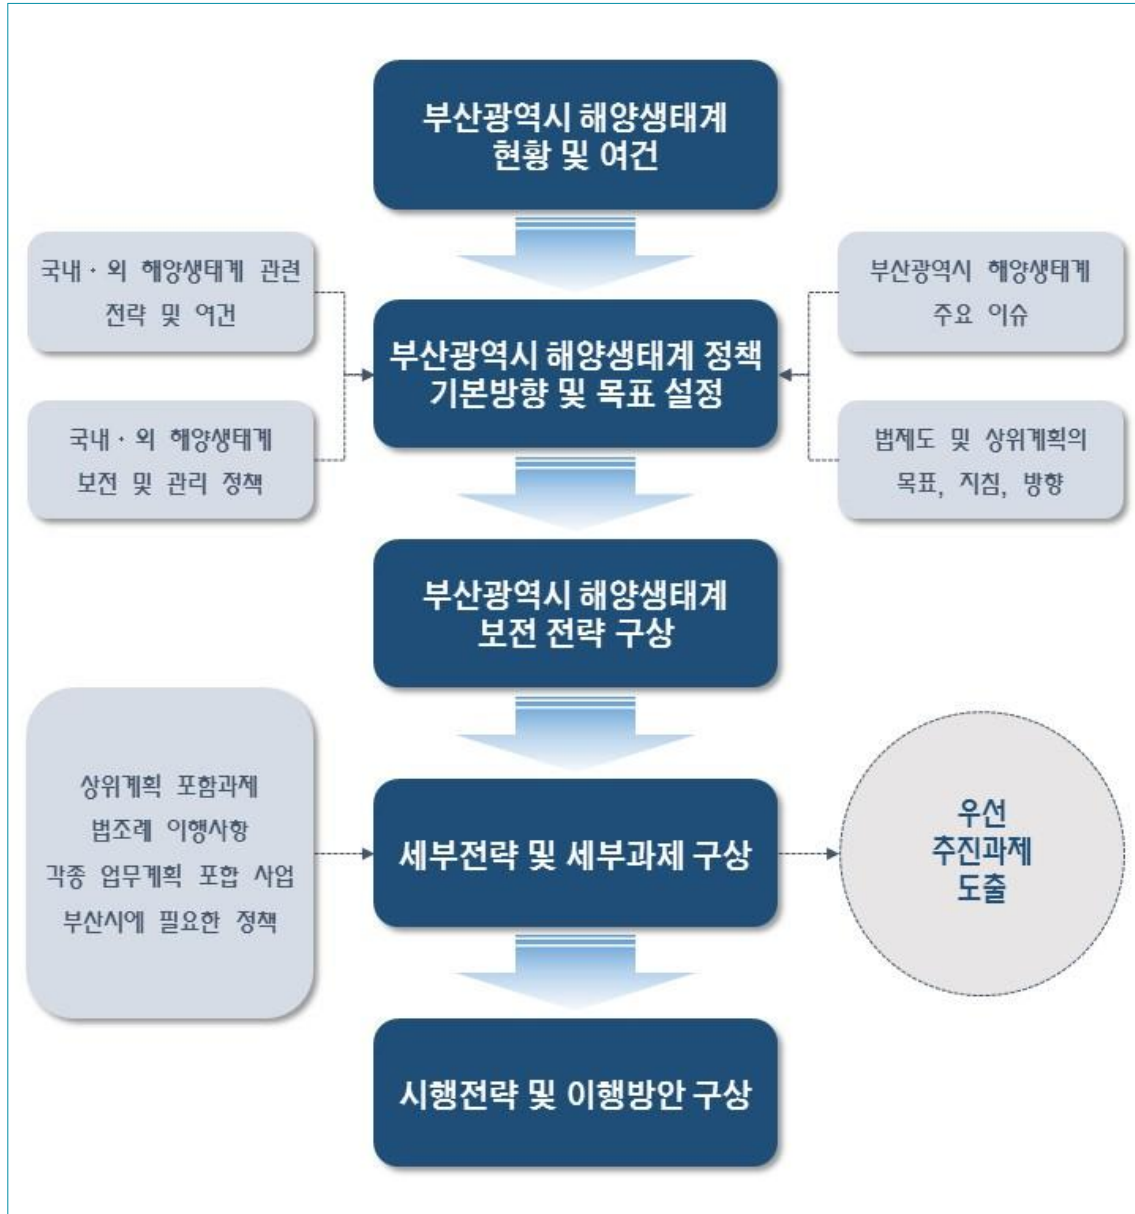 부산광역시 해양생태계
현황 및 여건
국내·외 해양생태계 관련
전략 및 여건
부산광역시 해양생태계
주요 이슈
부산광역시 해양생태계 정책
기본방향 및 목표 설정
국내·외 해양생태계
보전 및 관리 정책
법제도 및 상위계획의
목표, 지침, 방향
부산광역시 해양생태계
보전 전략 구상
상위계획 포함과제
법조례 이행사항
각종 업무계획 포합 사업
부산시에 필요한 정책
세부전략 및 세부과제 구상
우선
추진과제
도출
시행전략 및 이행방안 구상